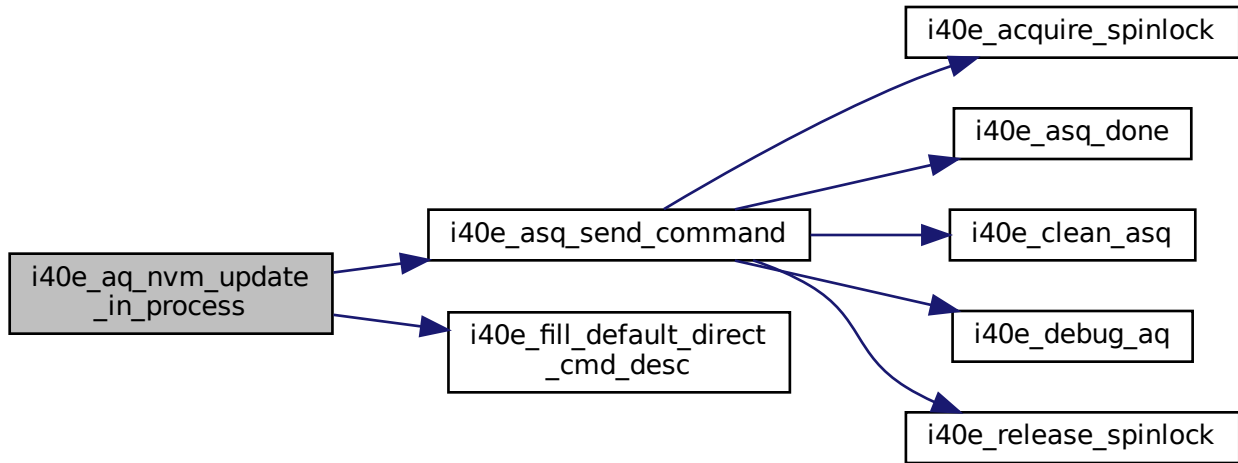 i40e_aq_nvm_update
_in_process
i40e_asq_send_command
i40e_fill_default_direct
_cmd_desc
i40e_acquire_spinlock
i40e_asq_done
i40e_clean_asq
i40e_debug_aq
i40e_release_spinlock